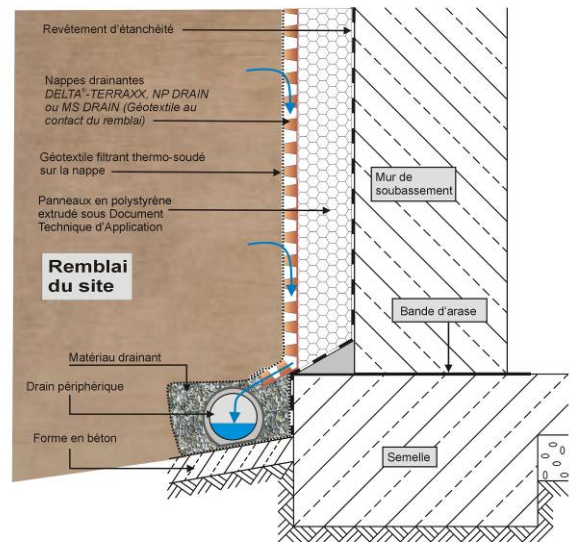 Revêtement d'étanchéité
Nappes drainantes
DELTA®-TERRAXX, NP DRAIN
ou MS DRAIN (Géotextile au
contact du remblai)
Géotextile filtrant thermo-soudé
sur la nappe
Panneaux en polystyrène
extrudé sous Document
Technique d'Application
Mur de
soubassement
Remblai
du site
Bande d'arase
Matériau drainant
Drain périphérique
Forme en béton
Semelle